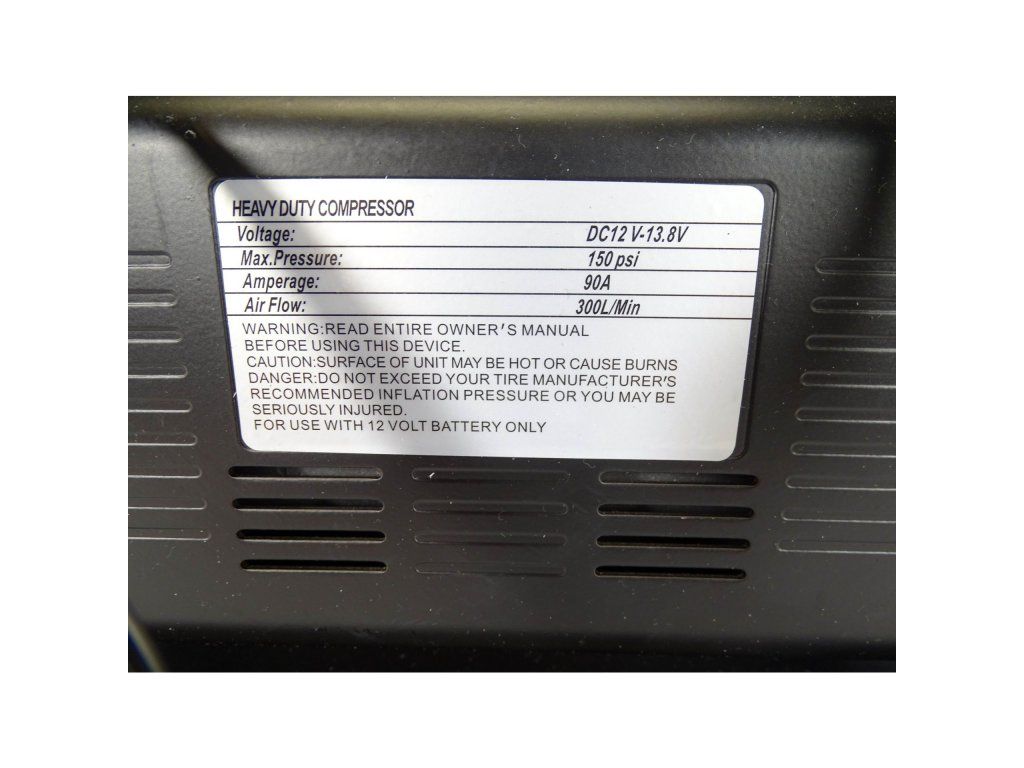 HEAVY DUTY COMPRESSOR
Voltage: DC12 V-13.8V
Max.Pressure: 150 psi
Amperage: 90A
Air Flow: 300L/Min
WARNING:READ ENTIRE OWNER'S MANUAL
BEFORE USING THIS DEVICE.
CAUTION:SURFACE OF UNIT MAY BE HOT OR CAUSE BURNS
DANGER:DO NOT EXCEED YOUR TIRE MANUFACTURER'S
RECOMMENDED INFLATION PRESSURE OR YOU MAY BE
SERIOUSLY INJURED.
FOR USE WITH 12 VOLT BATTERY ONLY